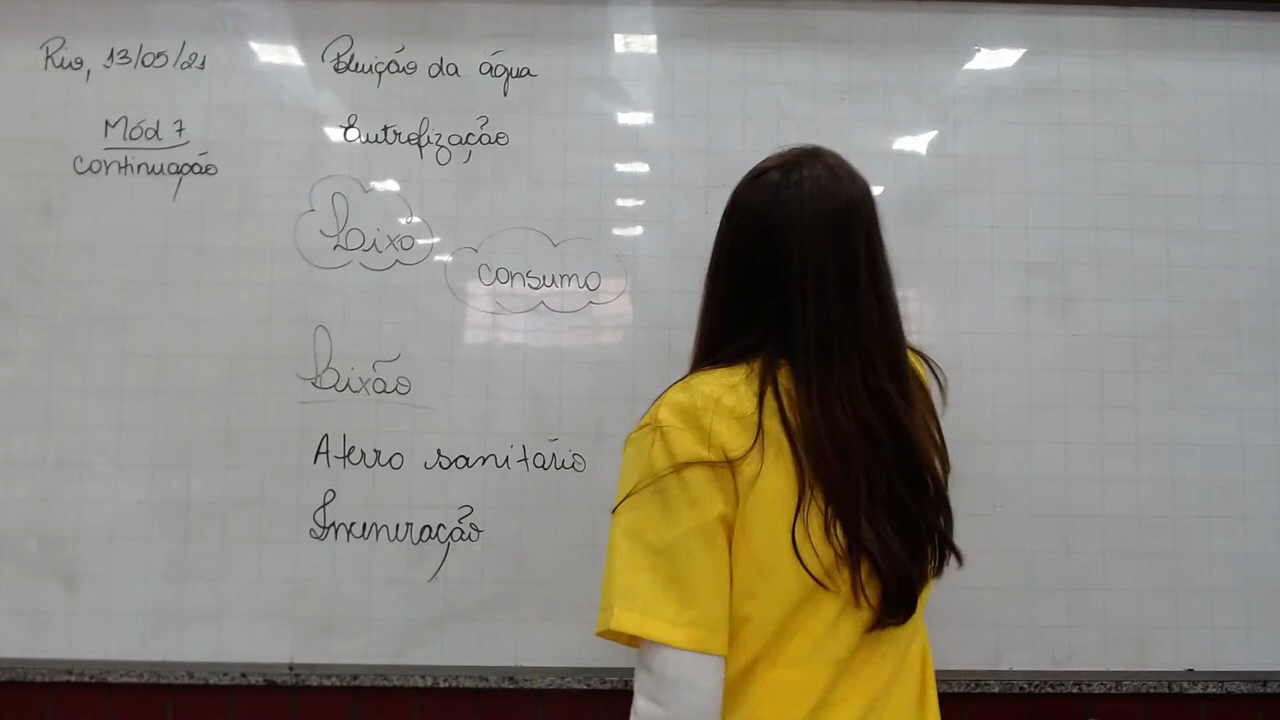 Rio, 13/05/21
Poluição da água
Mód 7
continuação
Eutrofização
Lixo
consumo
Lixão
Aterro sanitário
Incineração